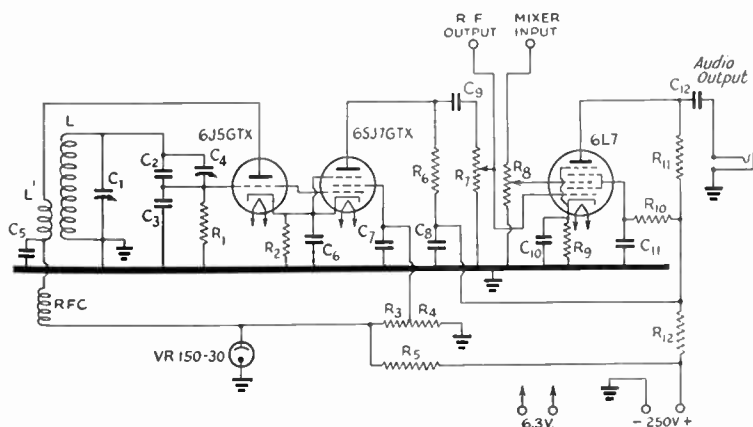 R F
OUTPUT
MIXER
INPUT
Audio
Output
C12
C9
L
6J5GTX
6SJ7GTX
6L7
C2
C4
C1
R6
R7
R8
R11
L'
C3
R10
C5
R1
R2
C6
C7
C8
C10
R9
C11
RFC
R3
R4
R12
VR 150-30
R5
6.3V.
- 250V +